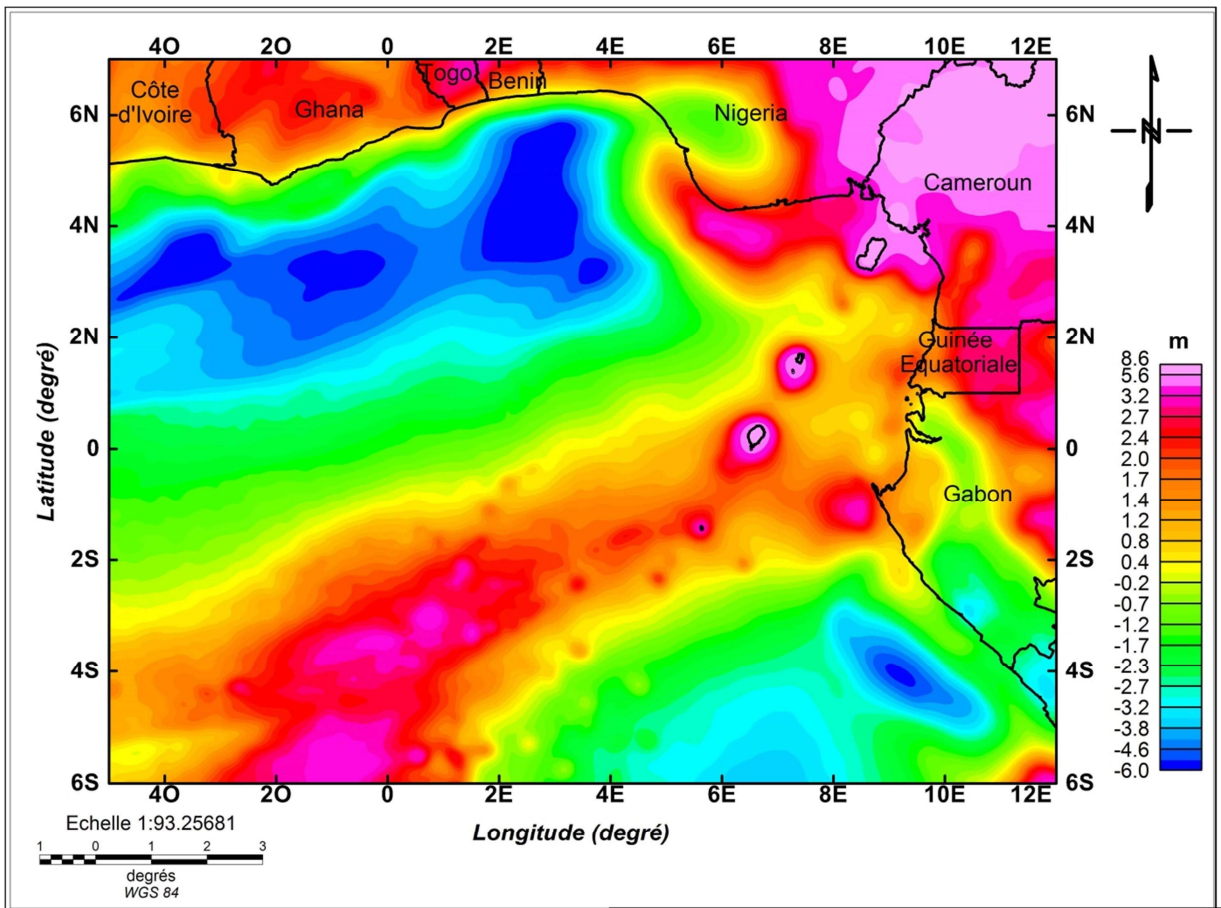 4O 2O 0 2E 4E 6E 8E 10E 12E
Togo
Benin
Côte
d'Ivoire
Ghana
Nigeria
Cameroun
Guinée
Equatoriale
Gabon
6N
4N
2N
0
2S
4S
6S
6N
4N
2N
0
2S
4S
6S
Latitude (degré)
4O 2O 0 2E 4E 6E 8E 10E 12E
Longitude (degré)
N
m
8.6
5.6
3.2
2.7
2.4
2.0
1.7
1.4
1.2
0.8
0.4
-0.2
-0.7
-1.2
-1.7
-2.3
-2.7
-3.2
-3.8
-4.6
-6.0
Echelle 1:93.25681
1 0 1 2 3
degrés
WGS 84